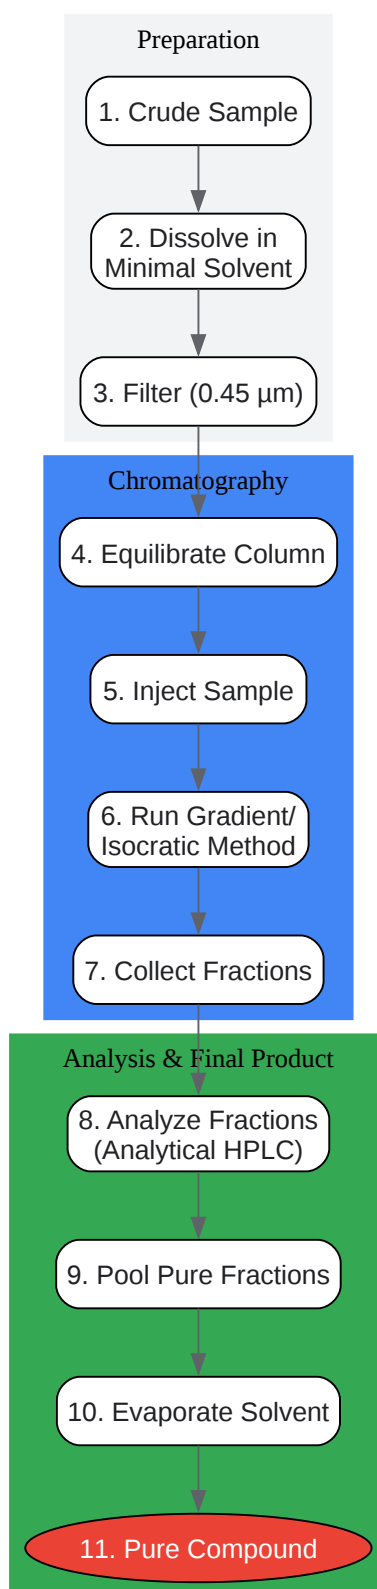 Preparation
1. Crude Sample
2. Dissolve in
Minimal Solvent
3. Filter (0.45 µm)
Chromatography
4. Equilibrate Column
5. Inject Sample
6. Run Gradient/
Isocratic Method
7. Collect Fractions
Analysis & Final Product
8. Analyze Fractions
(Analytical HPLC)
9. Pool Pure Fractions
10. Evaporate Solvent
11. Pure Compound